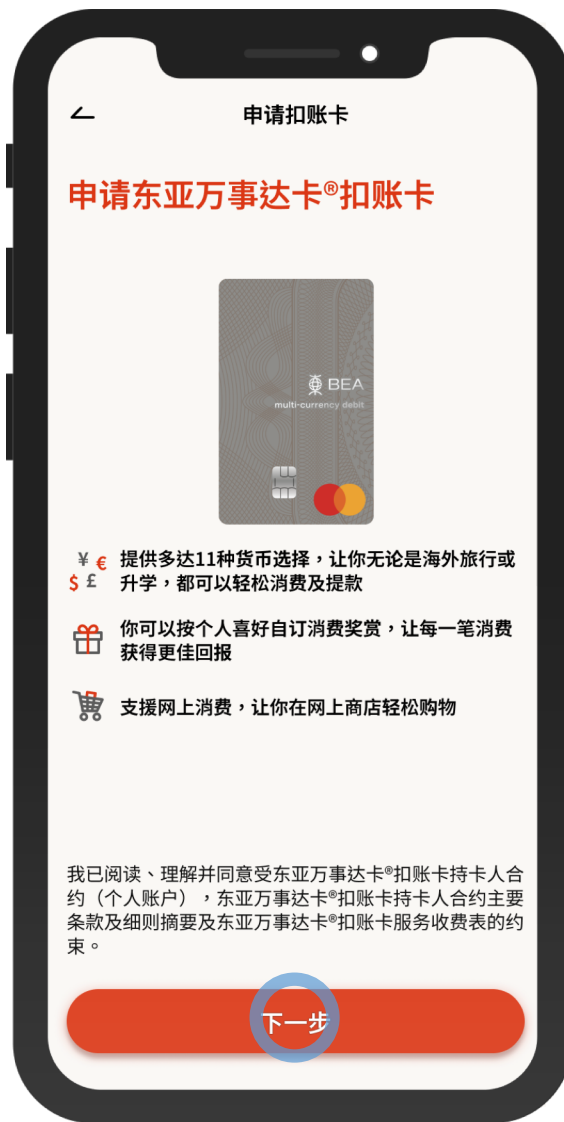 申请扣账卡
申请东亚万事达卡®扣账卡
東 BEA
multi-currency debit
¥ €
$ £
提供多达11种货币选择，让你无论是海外旅行或
升学，都可以轻松消费及提款
你可以按个人喜好自订消费奖赏，让每一笔消费
获得更佳回报
支援网上消费，让你在网上商店轻松购物
我已阅读、理解并同意受东亚万事达卡®扣账卡持卡人合
约（个人账户），东亚万事达卡®扣账卡持卡人合约主要
条款及细则摘要及东亚万事达卡®扣账卡服务收费表的约
束。
下一步